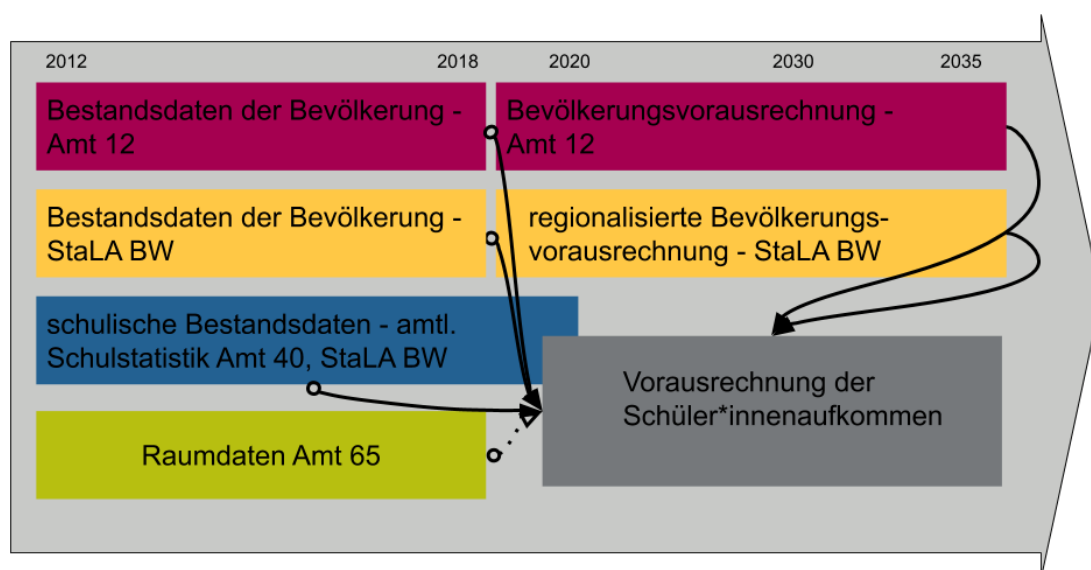 2012 2018 2020 2030 2035
Bestandsdaten der Bevölkerung -
Amt 12
Bevölkerungsvorausrechnung -
Amt 12
Bestandsdaten der Bevölkerung -
StaLA BW
regionalisierte Bevölkerungs-
vorausrechnung - StaLA BW
schulische Bestandsdaten - amtl.
Schulstatistik Amt 40, StaLA BW
Vorausrechnung der
Schüler*innenaufkommen
Raumdaten Amt 65